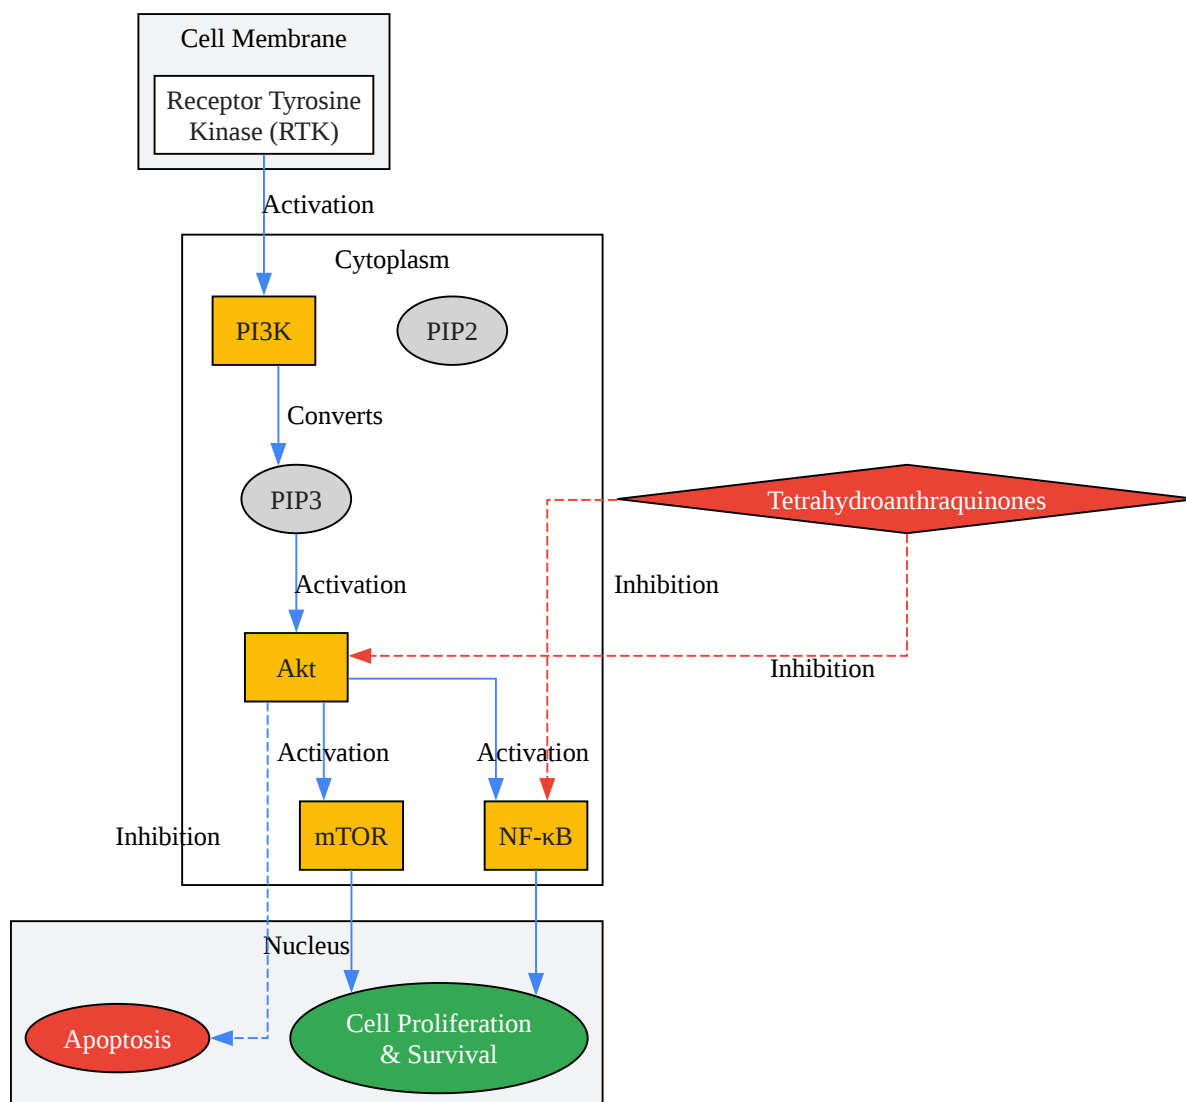 Cell Membrane
Receptor Tyrosine
Kinase (RTK)
Activation
Cytoplasm
PI3K
PIP2
Converts
PIP3
Tetrahydroanthraquinones
Activation
Inhibition
Akt
Inhibition
Activation
Activation
Inhibition
mTOR
NF-κB
Nucleus
Apoptosis
Cell Proliferation
& Survival